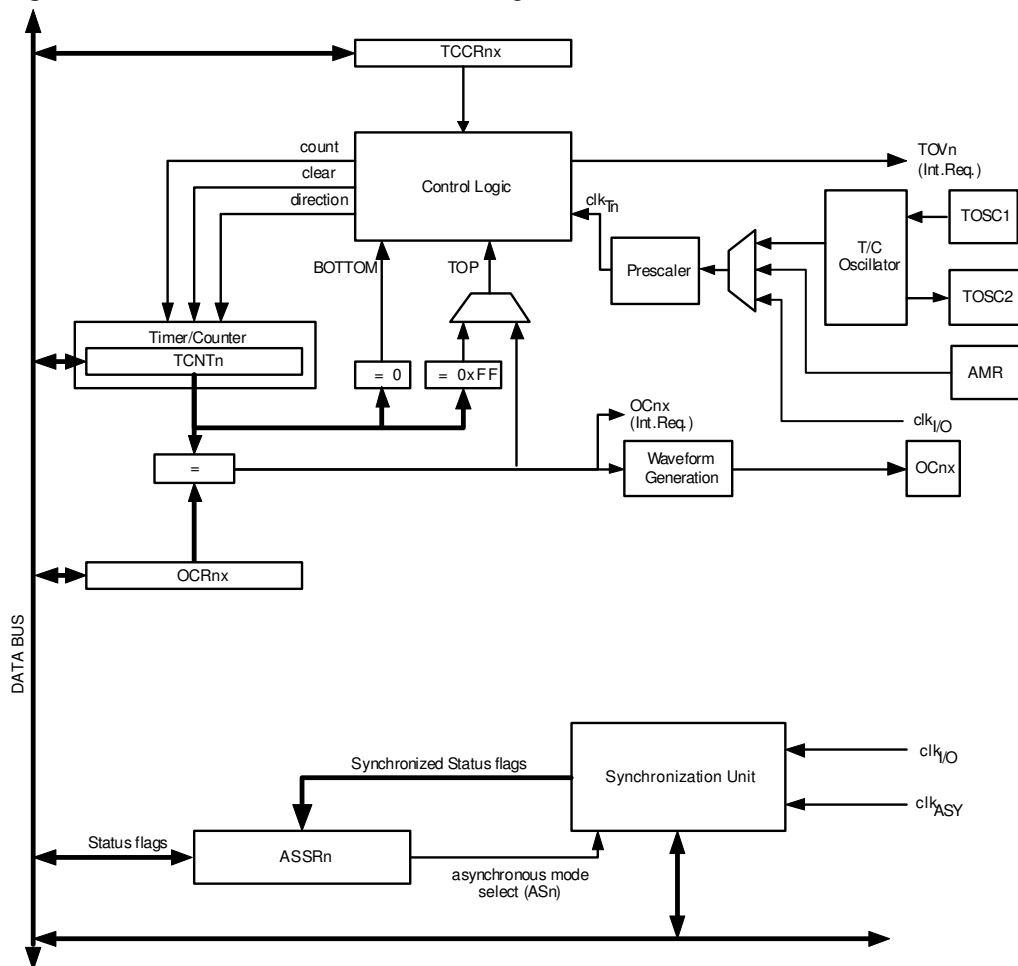 TCCRnx
count
clear
direction
Control Logic
TOVn
(Int.Req.)
clkTn
TOSC1
T/C
Oscillator
Prescaler
TOSC2
BOTTOM
TOP
AMR
Timer/Counter
TCNTn
= 0
= 0xFF
OCnx
(Int.Req.)
clkI/O
=
Waveform
Generation
OCnx
OCRnx
DATA BUS
Synchronized Status flags
Synchronization Unit
clkI/O
clkASY
Status flags
ASSRn
asynchronous mode
select (ASn)